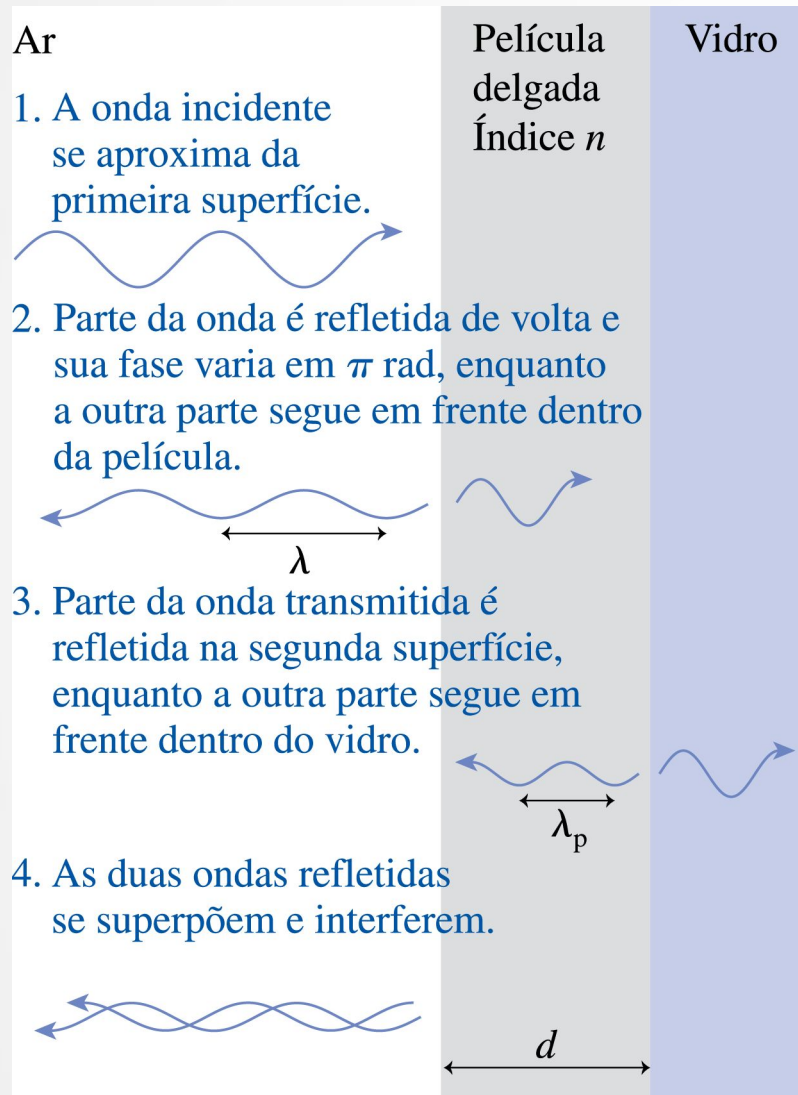 Ar
Película
delgada
Índice n
Vidro
1. A onda incidente
se aproxima da
primeira superfície.
2. Parte da onda é refletida de volta e
sua fase varia em π rad, enquanto
a outra parte segue em frente dentro
da película.
λ
3. Parte da onda transmitida é
refletida na segunda superfície,
enquanto a outra parte segue em
frente dentro do vidro.
λp
4. As duas ondas refletidas
se superpõem e interferem.
d